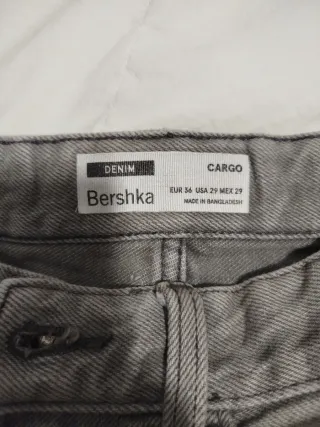 DENIM CARGO
Bershka EUR 36 USA 29 MEX 29
MADE IN BANGLADESH